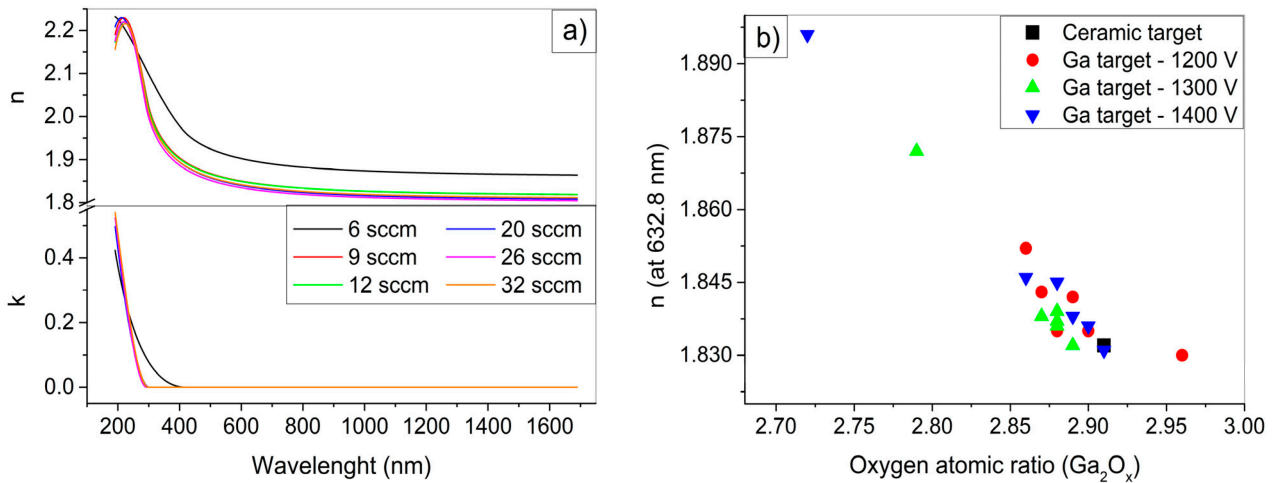 a)
n
2.2
2.1
2.0
1.9
1.8
k
0.4
0.2
0.0
6 sccm
20 sccm
9 sccm
26 sccm
12 sccm
32 sccm
200 400 600 800 1000 1200 1400 1600
Wavelenght (nm)
b)
n (at 632.8 nm)
1.890
1.875
1.860
1.845
1.830
Ceramic target
Ga target - 1200 V
Ga target - 1300 V
Ga target - 1400 V
2.70 2.75 2.80 2.85 2.90 2.95 3.00
Oxygen atomic ratio (Ga₂Oₓ)